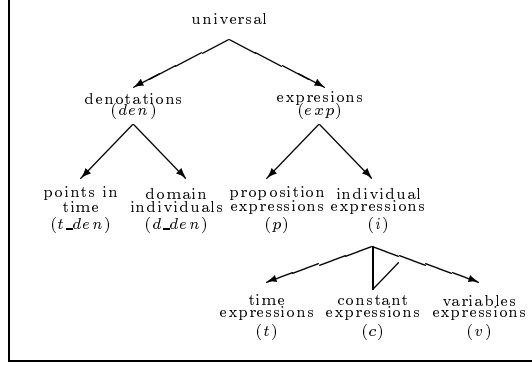 universal
denotations
(den)
expresions
(exp)
points in
time
(t_den)
domain
individuals
(d_den)
proposition
expressions
(p)
individual
expressions
(i)
time
expressions
(t)
constant
expressions
(c)
variables
expressions
(v)